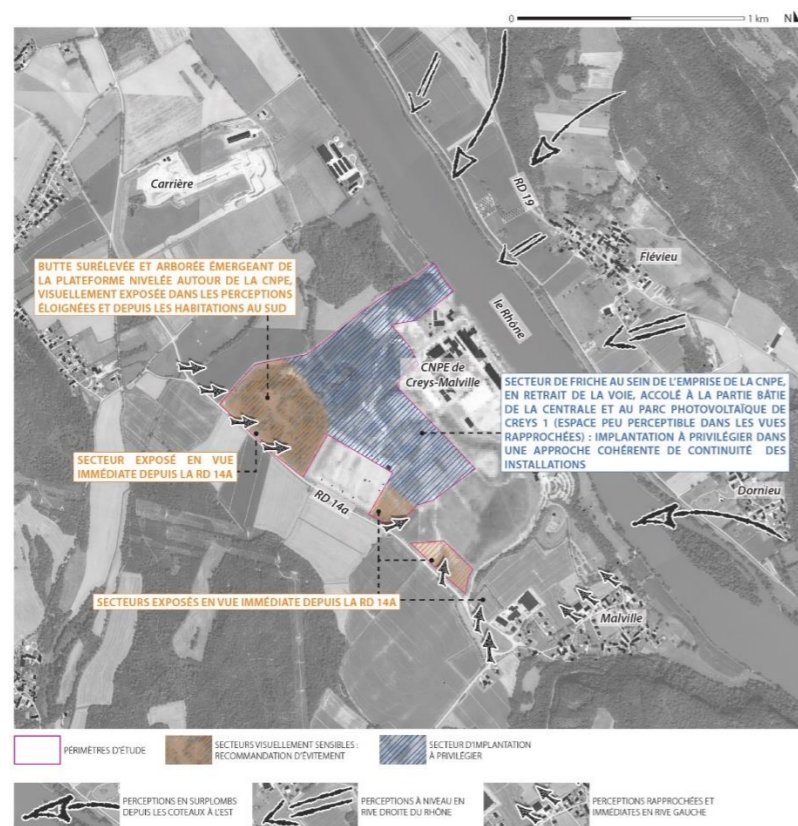 0 1 km N
Carrière
RD 19
Flévieu
BUTTE SURÉLEVÉE ET ARBORÉE ÉMERGEANT DE
LA PLATEFORME NIVELÉE AUTOUR DE LA CNPE,
VISUELLEMENT EXPOSÉE DANS LES PERCEPTIONS
ÉLOIGNÉES ET DEPUIS LES HABITATIONS AU SUD
le Rhône
CNPE de
Creys-Malville
SECTEUR DE FRICHE AU SEIN DE L'EMPRISE DE LA CNPE,
EN RETRAIT DE LA VOIE, ACCOLÉ À LA PARTIE BÂTIE
DE LA CENTRALE ET AU PARC PHOTOVOLTAÏQUE DE
CREYS 1 (ESPACE PEU PERCEPTIBLE DANS LES VUES
RAPPROCHÉES) : IMPLANTATION À PRIVILÉGIER DANS
UNE APPROCHE COHÉRENTE DE CONTINUITÉ DES
INSTALLATIONS
SECTEUR EXPOSÉ EN VUE
IMMÉDIATE DEPUIS LA RD 14A
RD 14a
Dornieu
SECTEURS EXPOSÉS EN VUE IMMÉDIATE DEPUIS LA RD 14A
Malville
PÉRIMÈTRES D'ÉTUDE
SECTEURS VISUELLEMENT SENSIBLES :
RECOMMANDATION D'ÉVITEMENT
SECTEUR D'IMPLANTATION
À PRIVILÉGIER
PERCEPTIONS EN SURPLOMBS
DEPUIS LES COTEAUX À L'EST
PERCEPTIONS À NIVEAU EN
RIVE DROITE DU RHÔNE
PERCEPTIONS RAPPROCHÉES ET
IMMÉDIATES EN RIVE GAUCHE